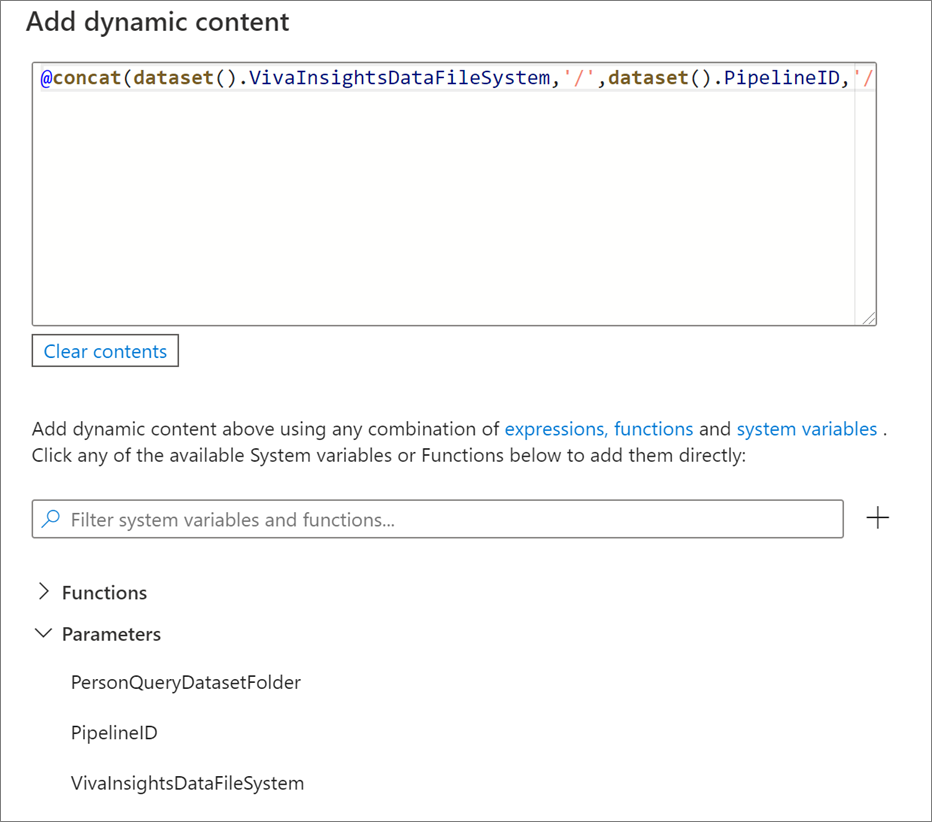 Add dynamic content
@concat(dataset().VivaInsightsDataFileSystem,'/',dataset().PipelineID,'/
Clear contents
Add dynamic content above using any combination of expressions, functions and system variables .
Click any of the available System variables or Functions below to add them directly:
Filter system variables and functions...
Functions
Parameters
PersonQueryDatasetFolder
PipelineID
VivaInsightsDataFileSystem